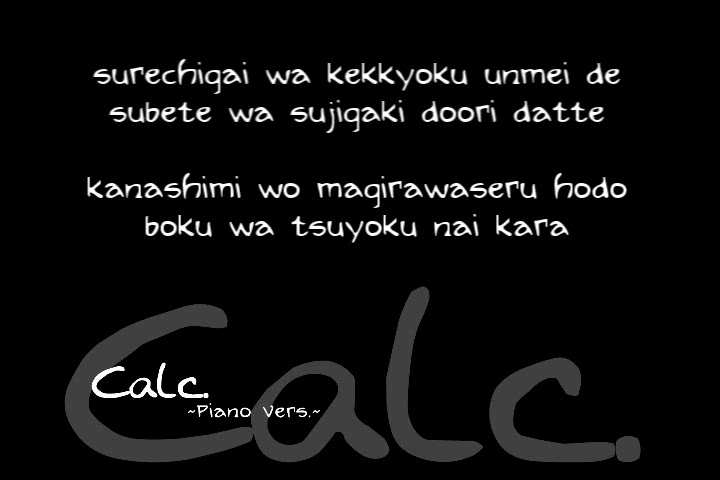 surechigai wa kekkyoku unmei de
subete wa sujigaki doori datte
kanashimi wo magirawaseru hodo
boku wa tsuyoku nai kara
Calc.
Calc.
~Piano Vers.~